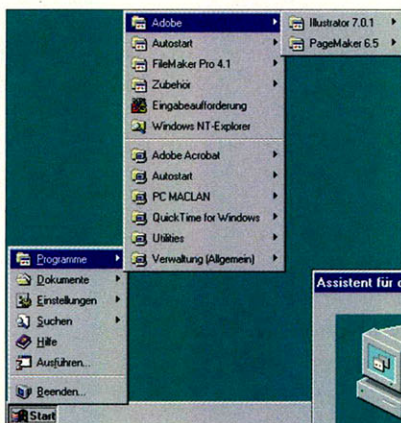 Adobe
Autostart
FileMaker Pro 4.1
Zubehör
Eingabeaufforderung
Windows NT-Explorer
Adobe Acrobat
Autostart
PC MACLAN
QuickTime for Windows
Utilities
Verwaltung (Allgemein)
Illustrator 7.0.1
PageMaker 6.5
Programme
Dokumente
Einstellungen
Suchen
Hilfe
Ausführen...
Beenden...
Start
Assistent für